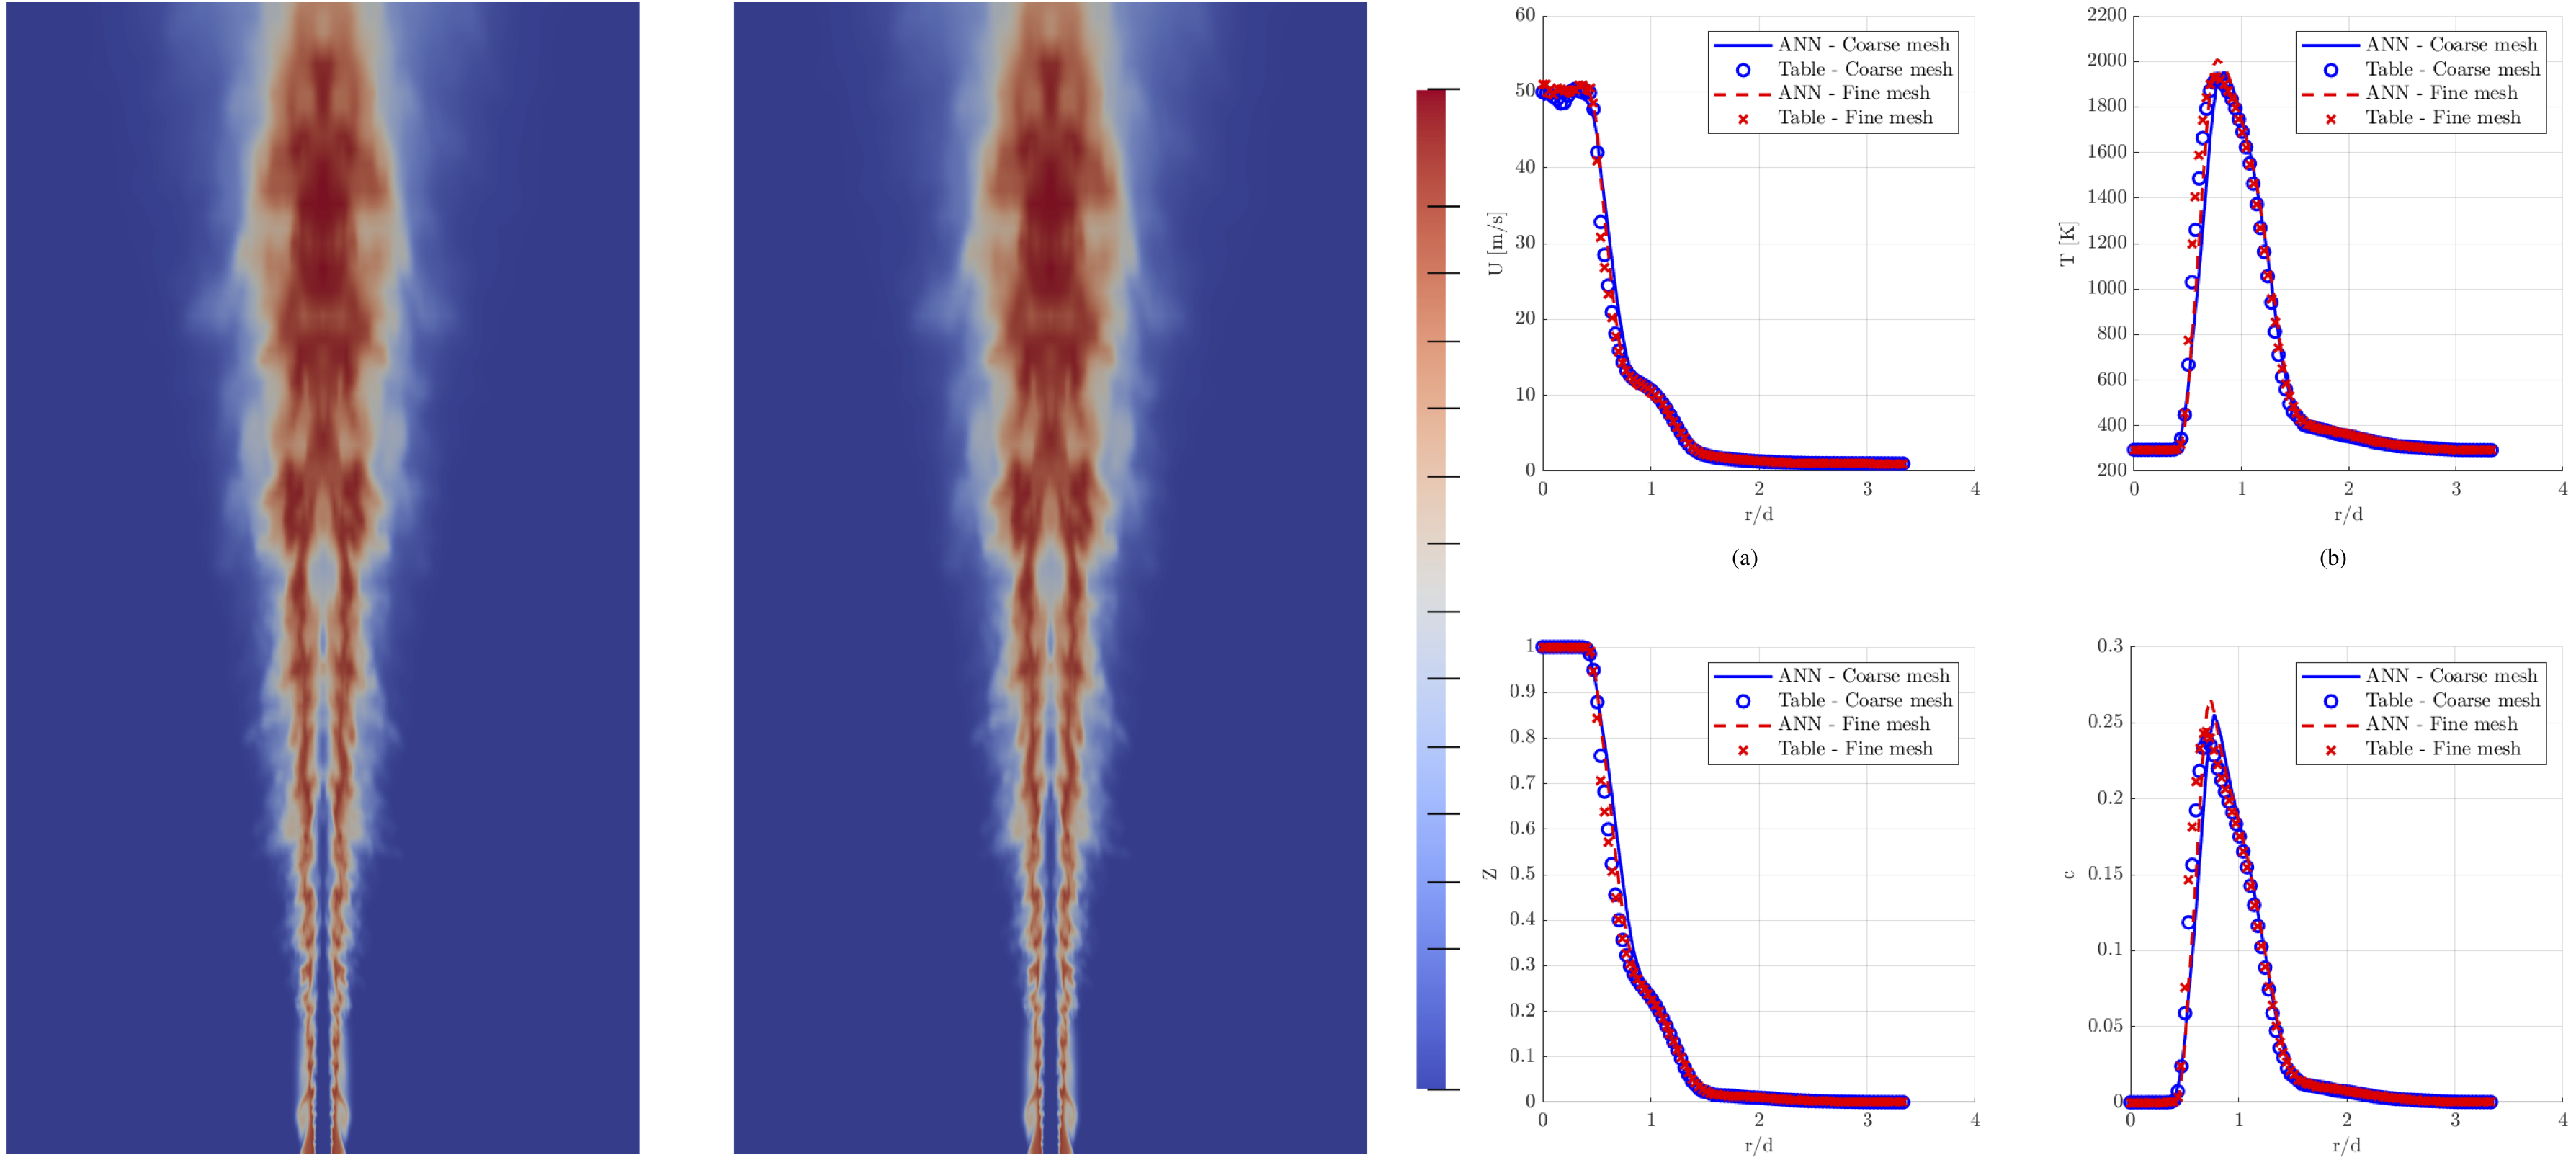 60
50
40
30
20
10
0
0 1 2 3 4
U [m/s]
r/d
ANN - Coarse mesh
Table - Coarse mesh
ANN - Fine mesh
Table - Fine mesh
(a)
2200
2000
1800
1600
1400
1200
1000
800
600
400
200
0 1 2 3 4
T [K]
r/d
ANN - Coarse mesh
Table - Coarse mesh
ANN - Fine mesh
Table - Fine mesh
(b)
1
0.9
0.8
0.7
0.6
0.5
0.4
0.3
0.2
0.1
0
0 1 2 3 4
Z
r/d
ANN - Coarse mesh
Table - Coarse mesh
ANN - Fine mesh
Table - Fine mesh
0.3
0.25
0.2
0.15
0.1
0.05
0
0 1 2 3 4
c
r/d
ANN - Coarse mesh
Table - Coarse mesh
ANN - Fine mesh
Table - Fine mesh